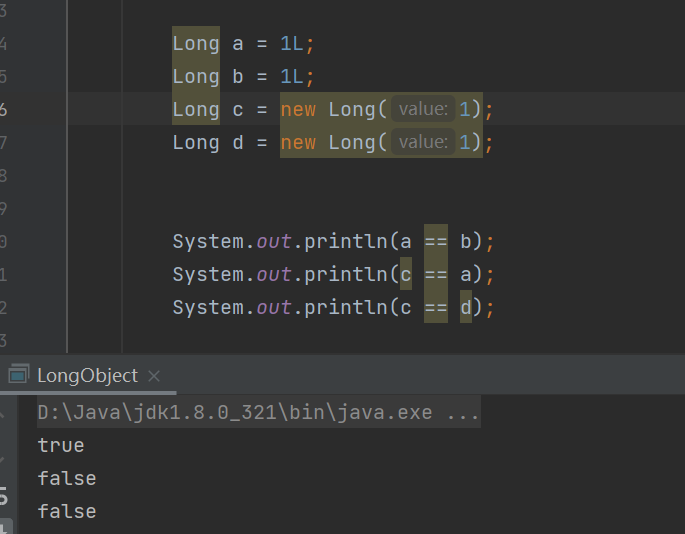 3
4 Long a = 1L;
5 Long b = 1L;
6 Long c = new Long( value: 1);
7 Long d = new Long( value: 1);
8
9
0 System.out.println(a == b);
1 System.out.println(c == a);
2 System.out.println(c == d);
3
LongObject ×
D:\Java\jdk1.8.0_321\bin\java.exe ...
true
false
false